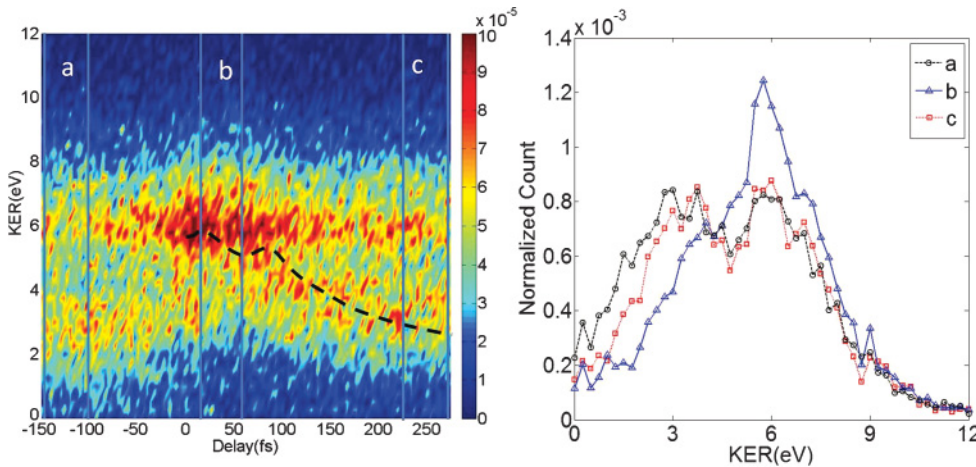 x 10⁻⁵
12
10
8
6
4
2
0
KER(eV)
a
b
c
-150 -100 -50 0 50 100 150 200 250
Delay(fs)
10
9
8
7
6
5
4
3
2
1
0
x 10⁻³
1.4
1.2
1
0.8
0.6
0.4
0.2
0
Normalized Count
a
b
c
0 3 6 9 12
KER(eV)